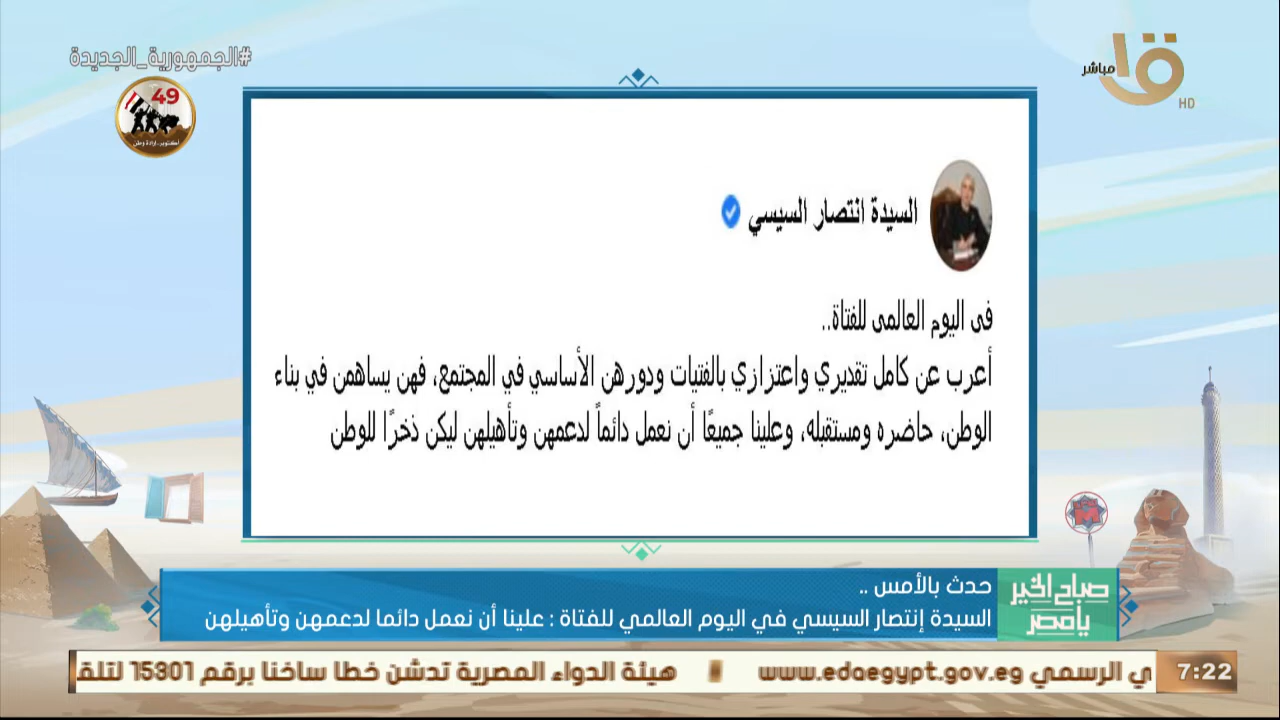 #الجمهورية_الجديدة
مباشر
HD
49
أكتوبر..إرادة وطن
السيدة انتصار السيسي
فى اليوم العالمى للفتاة..
أعرب عن كامل تقديري واعتزازي بالفتيات ودورهن الأساسي في المجتمع، فهن يساهمن في بناء
الوطن، حاضره ومستقبله، وعلينا جميعًا أن نعمل دائماً لدعمهن وتأهيلهن ليكن ذخرًا للوطن
صباح الخير
يا مصر
حدث بالأمس ..
السيدة إنتصار السيسي في اليوم العالمي للفتاة : علينا أن نعمل دائما لدعمهن وتأهيلهن
7:22
ي الرسمي www.edaegypt.gov.eg هيئة الدواء المصرية تدشن خطا ساخنا برقم 15301 لتلق